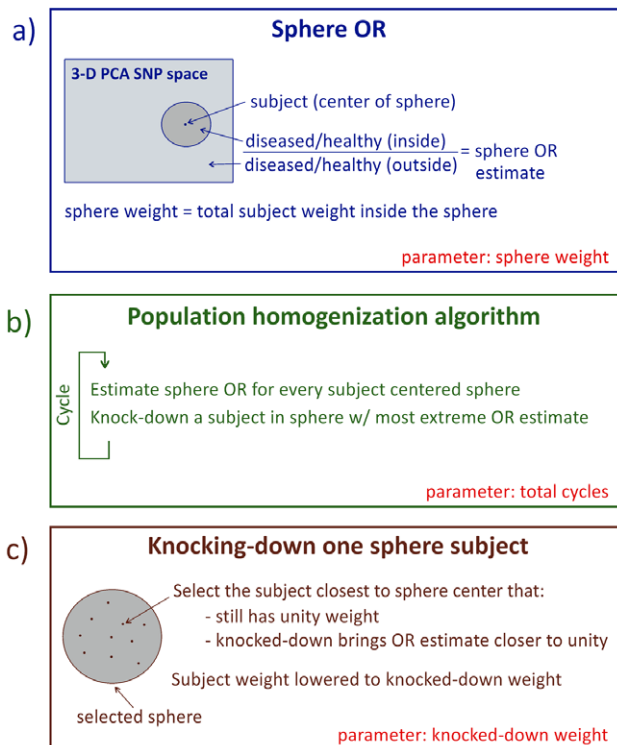 a)
Sphere OR
3-D PCA SNP space
subject (center of sphere)
diseased/healthy (inside)
diseased/healthy (outside)
= sphere OR
estimate
sphere weight = total subject weight inside the sphere
parameter: sphere weight
b)
Population homogenization algorithm
Cycle
Estimate sphere OR for every subject centered sphere
Knock-down a subject in sphere w/ most extreme OR estimate
parameter: total cycles
c)
Knocking-down one sphere subject
Select the subject closest to sphere center that:
- still has unity weight
- knocked-down brings OR estimate closer to unity
Subject weight lowered to knocked-down weight
selected sphere
parameter: knocked-down weight